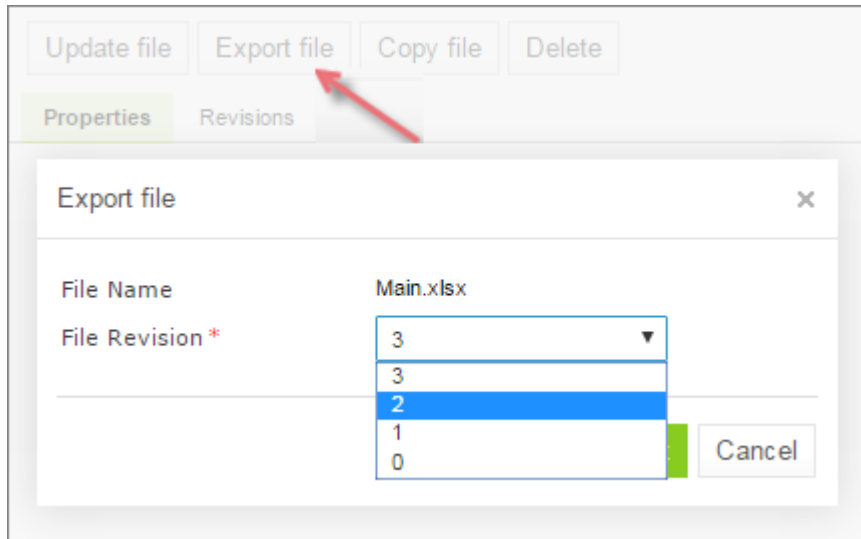 Update file Export file Copy file Delete
Properties Revisions
Export file
File Name Main.xlsx
File Revision * 3
3
2
1
0
Cancel